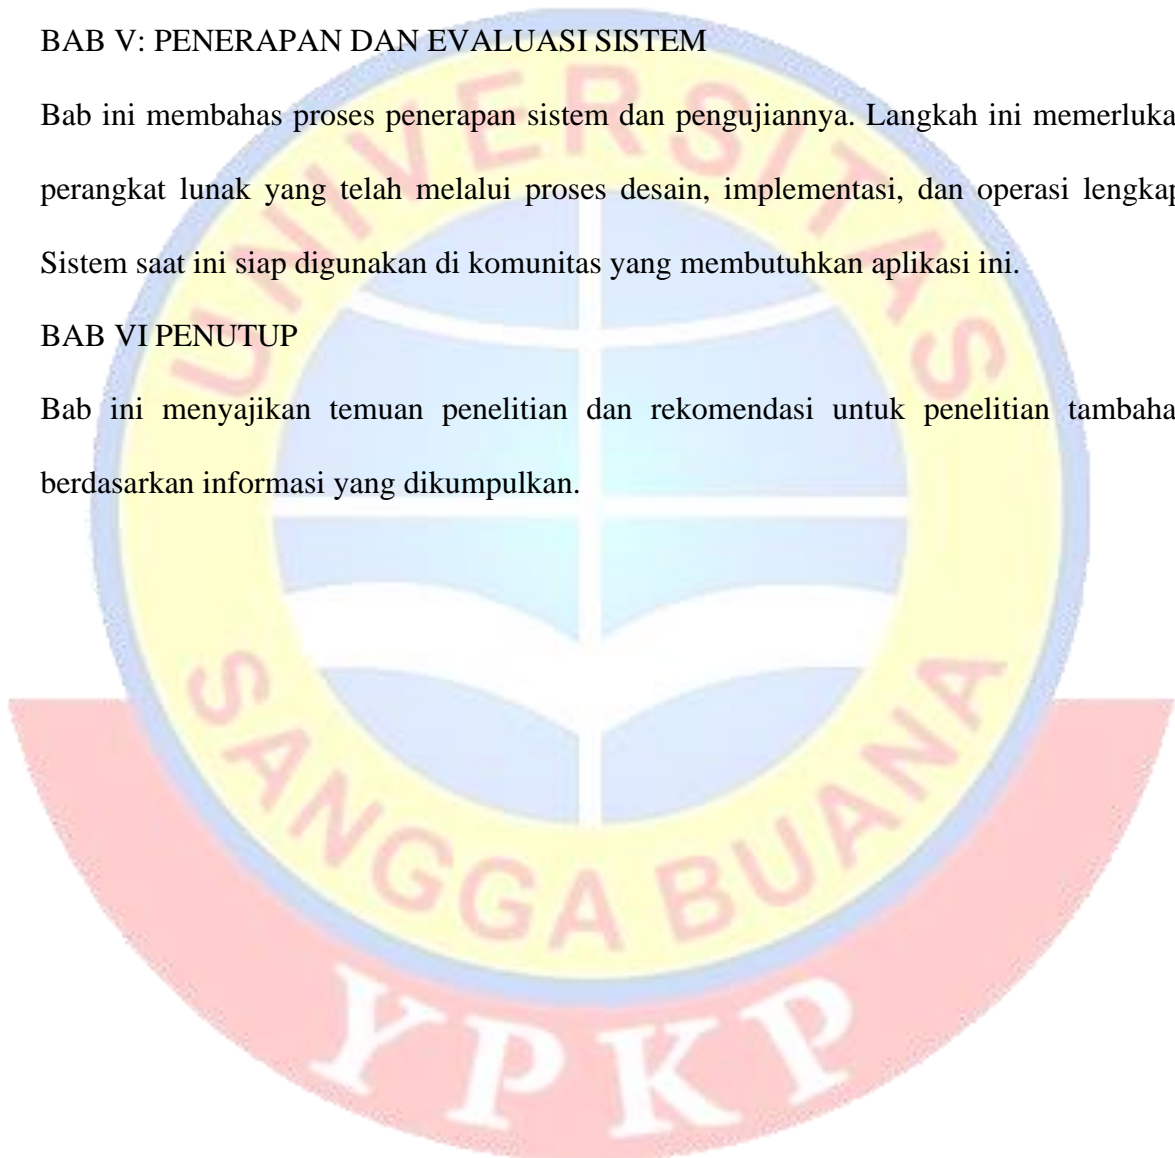 BAB V: PENERAPAN DAN EVALUASI SISTEM
Bab ini membahas proses penerapan sistem dan pengujiannya. Langkah ini memerluka
perangkat lunak yang telah melalui proses desain, implementasi, dan operasi lengkap
Sistem saat ini siap digunakan di komunitas yang membutuhkan aplikasi ini.
BAB VI PENUTUP
Bab ini menyajikan temuan penelitian dan rekomendasi untuk penelitian tambaha
berdasarkan informasi yang dikumpulkan.
UNIVERSITAS
SANGGA BUANA
YPKP